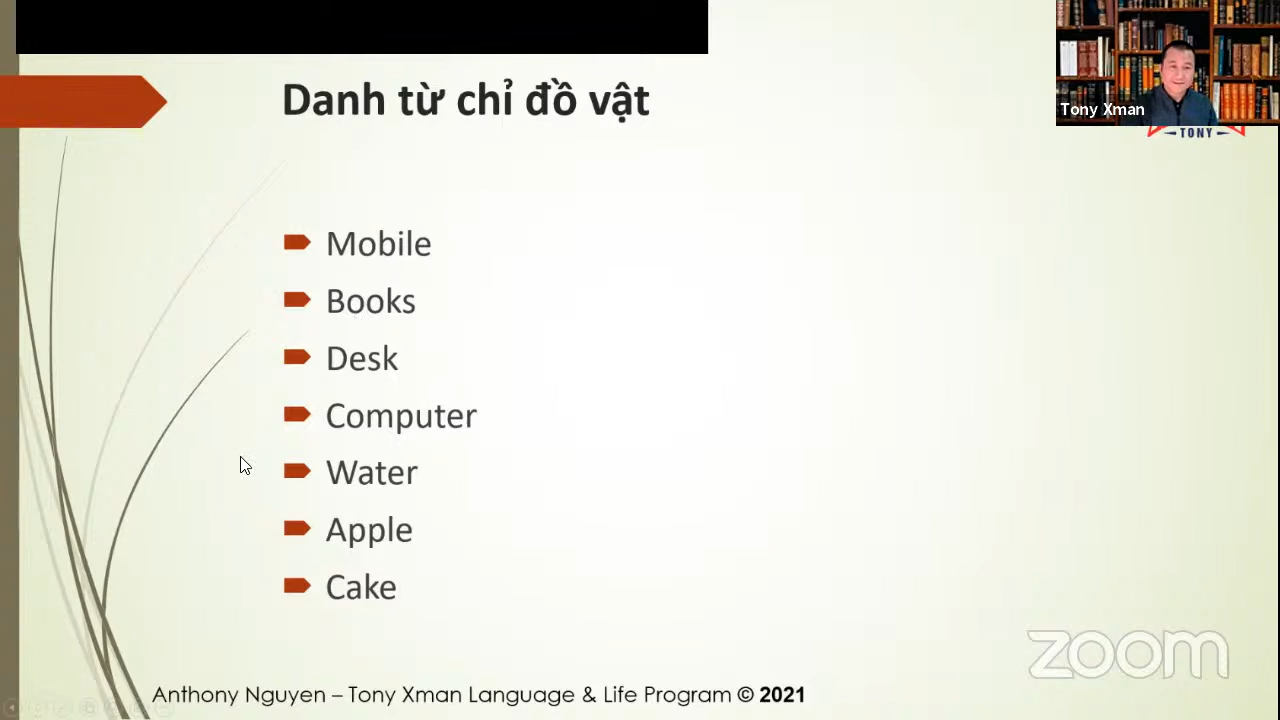 Danh từ chỉ đồ vật
Tony Xman
TONY
Mobile
Books
Desk
Computer
Water
Apple
Cake
zoom
Anthony Nguyen – Tony Xman Language & Life Program © 2021